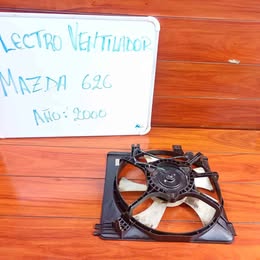 LECTRO VENTILADOR
MAZDA 626
AÑO: 2000